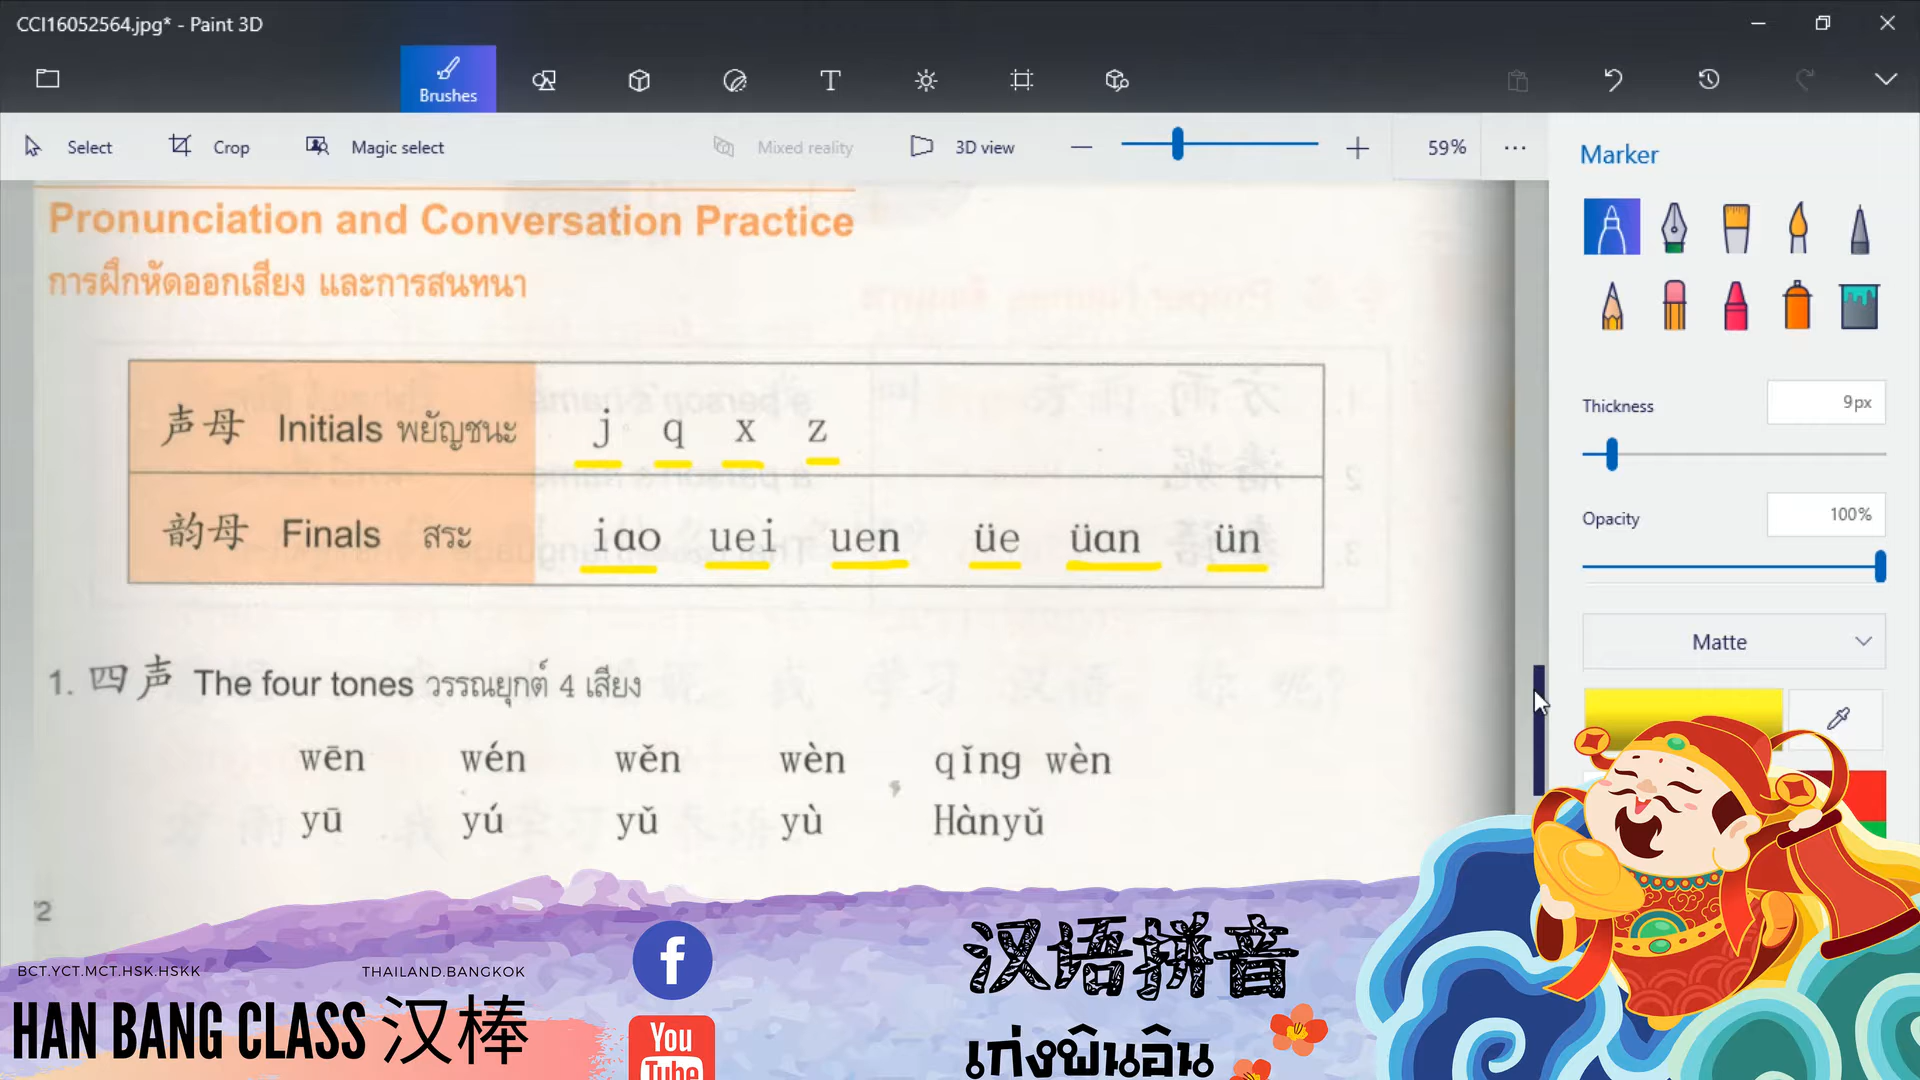 CCI16052564.jpg* - Paint 3D
Brushes
Select
Crop
Magic select
Mixed reality
3D view
59%
Marker
Thickness
9px
Opacity
100%
Matte
Pronunciation and Conversation Practice
การฝึกหัดออกเสียง และการสนทนา
声母 Initials พยัญชนะ j q x z
韵母 Finals สระ iao uei uen üe üan ün
1. 四声 The four tones วรรณยุกต์ 4 เสียง
wēn wén wěn wèn qǐng wèn
yū yú yǔ yù Hànyǔ
BCT.YCT.MCT.HSK.HSKK
THAILAND.BANGKOK
HAN BANG CLASS 汉棒
f
You
Tube
汉语拼音
เก่งพินอิน